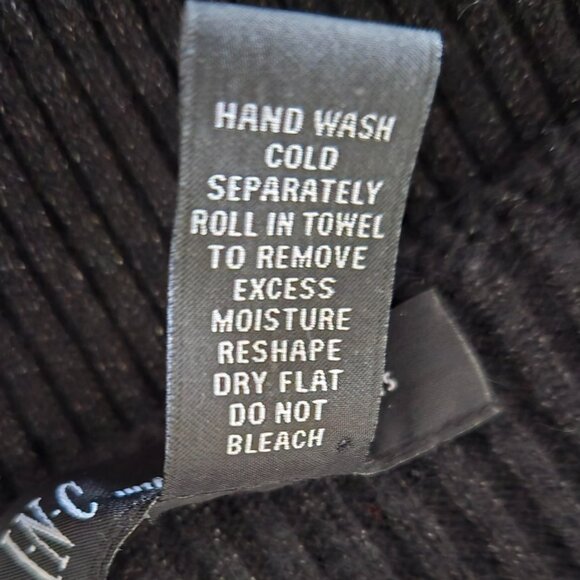 HAND WASH
COLD
SEPARATELY
ROLL IN TOWEL
TO REMOVE
EXCESS
MOISTURE
RESHAPE
DRY FLAT
DO NOT
BLEACH
S
I·N·C